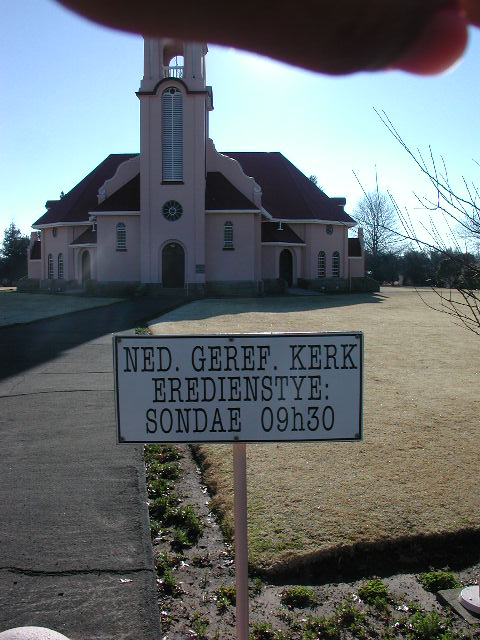 NED. GEREF. KERK
EREDIENSTYE:
SONDAE 09h30